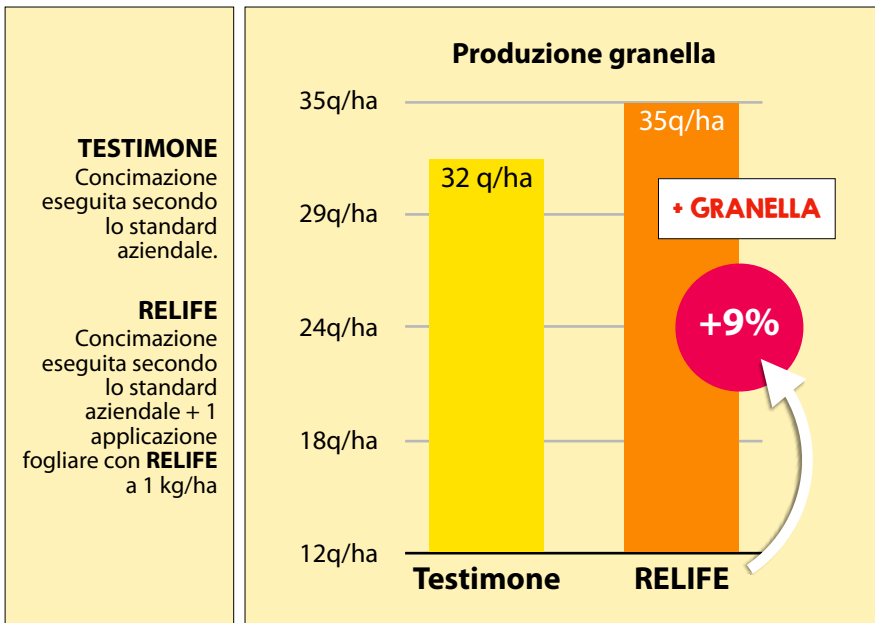 TESTIMONE
Concimazione
eseguita secondo
lo standard
aziendale.
RELIFE
Concimazione
eseguita secondo
lo standard
aziendale + 1
applicazione
fogliare con RELIFE
a 1 kg/ha
Produzione granella
35q/ha
29q/ha
24q/ha
18q/ha
12q/ha
32 q/ha
35q/ha
+ GRANELLA
+9%
Testimone
RELIFE